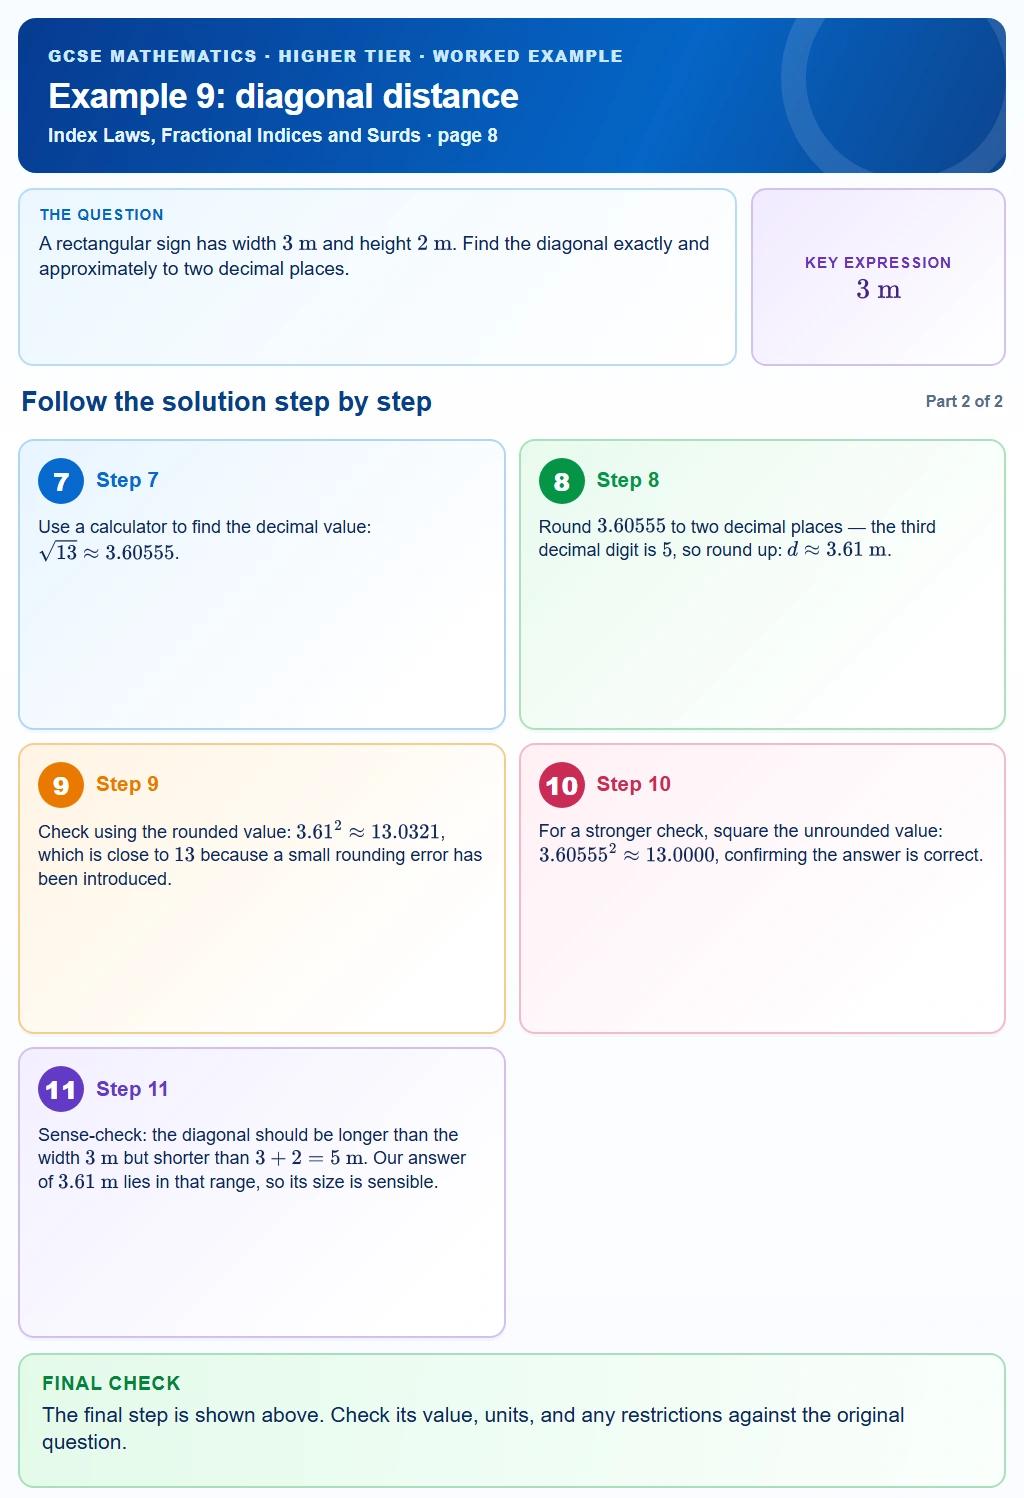 GCSE MATHEMATICS · HIGHER TIER · WORKED EXAMPLE
Example 9: diagonal distance
Index Laws, Fractional Indices and Surds · page 8
THE QUESTION
A rectangular sign has width 3 m and height 2 m. Find the diagonal exactly and
approximately to two decimal places.
KEY EXPRESSION
3 m
Follow the solution step by step
Part 2 of 2
7 Step 7
Use a calculator to find the decimal value:
√13 ≈ 3.60555.
8 Step 8
Round 3.60555 to two decimal places — the third
decimal digit is 5, so round up: d ≈ 3.61 m.
9 Step 9
Check using the rounded value: 3.61² ≈ 13.0321,
which is close to 13 because a small rounding error has
been introduced.
10 Step 10
For a stronger check, square the unrounded value:
3.60555² ≈ 13.0000, confirming the answer is correct.
11 Step 11
Sense-check: the diagonal should be longer than the
width 3 m but shorter than 3 + 2 = 5 m. Our answer
of 3.61 m lies in that range, so its size is sensible.
FINAL CHECK
The final step is shown above. Check its value, units, and any restrictions against the original
question.